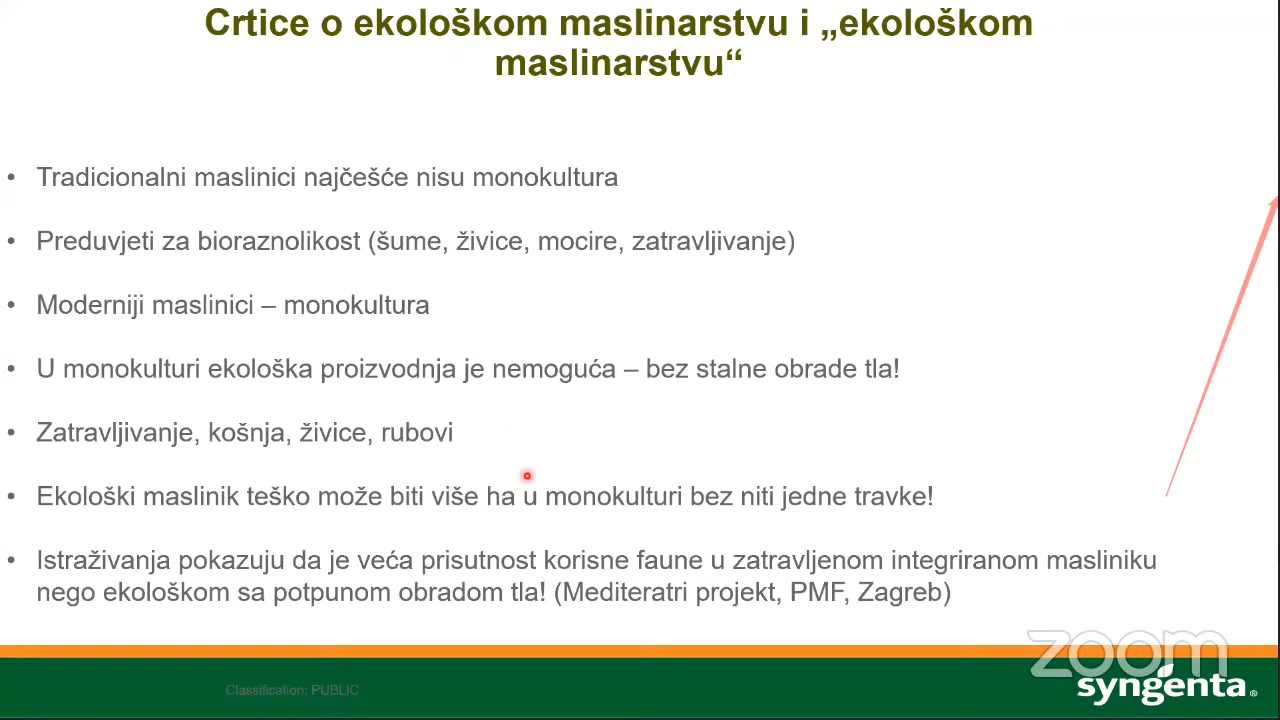 Crtice o ekološkom maslinarstvu i „ekološkom
maslinarstvu“
• Tradicionalni maslinici najčešće nisu monokultura
• Preduvjeti za bioraznolikost (šume, živice, mocire, zatravljivanje)
• Moderniji maslinici – monokultura
• U monokulturi ekološka proizvodnja je nemoguća – bez stalne obrade tla!
• Zatravljivanje, košnja, živice, rubovi
• Ekološki maslinik teško može biti više ha u monokulturi bez niti jedne travke!
• Istraživanja pokazuju da je veća prisutnost korisne faune u zatravljenom integriranom masliniku
nego ekološkom sa potpunom obradom tla! (Mediteratri projekt, PMF, Zagreb)
zoom
Classification: PUBLIC
syngenta®